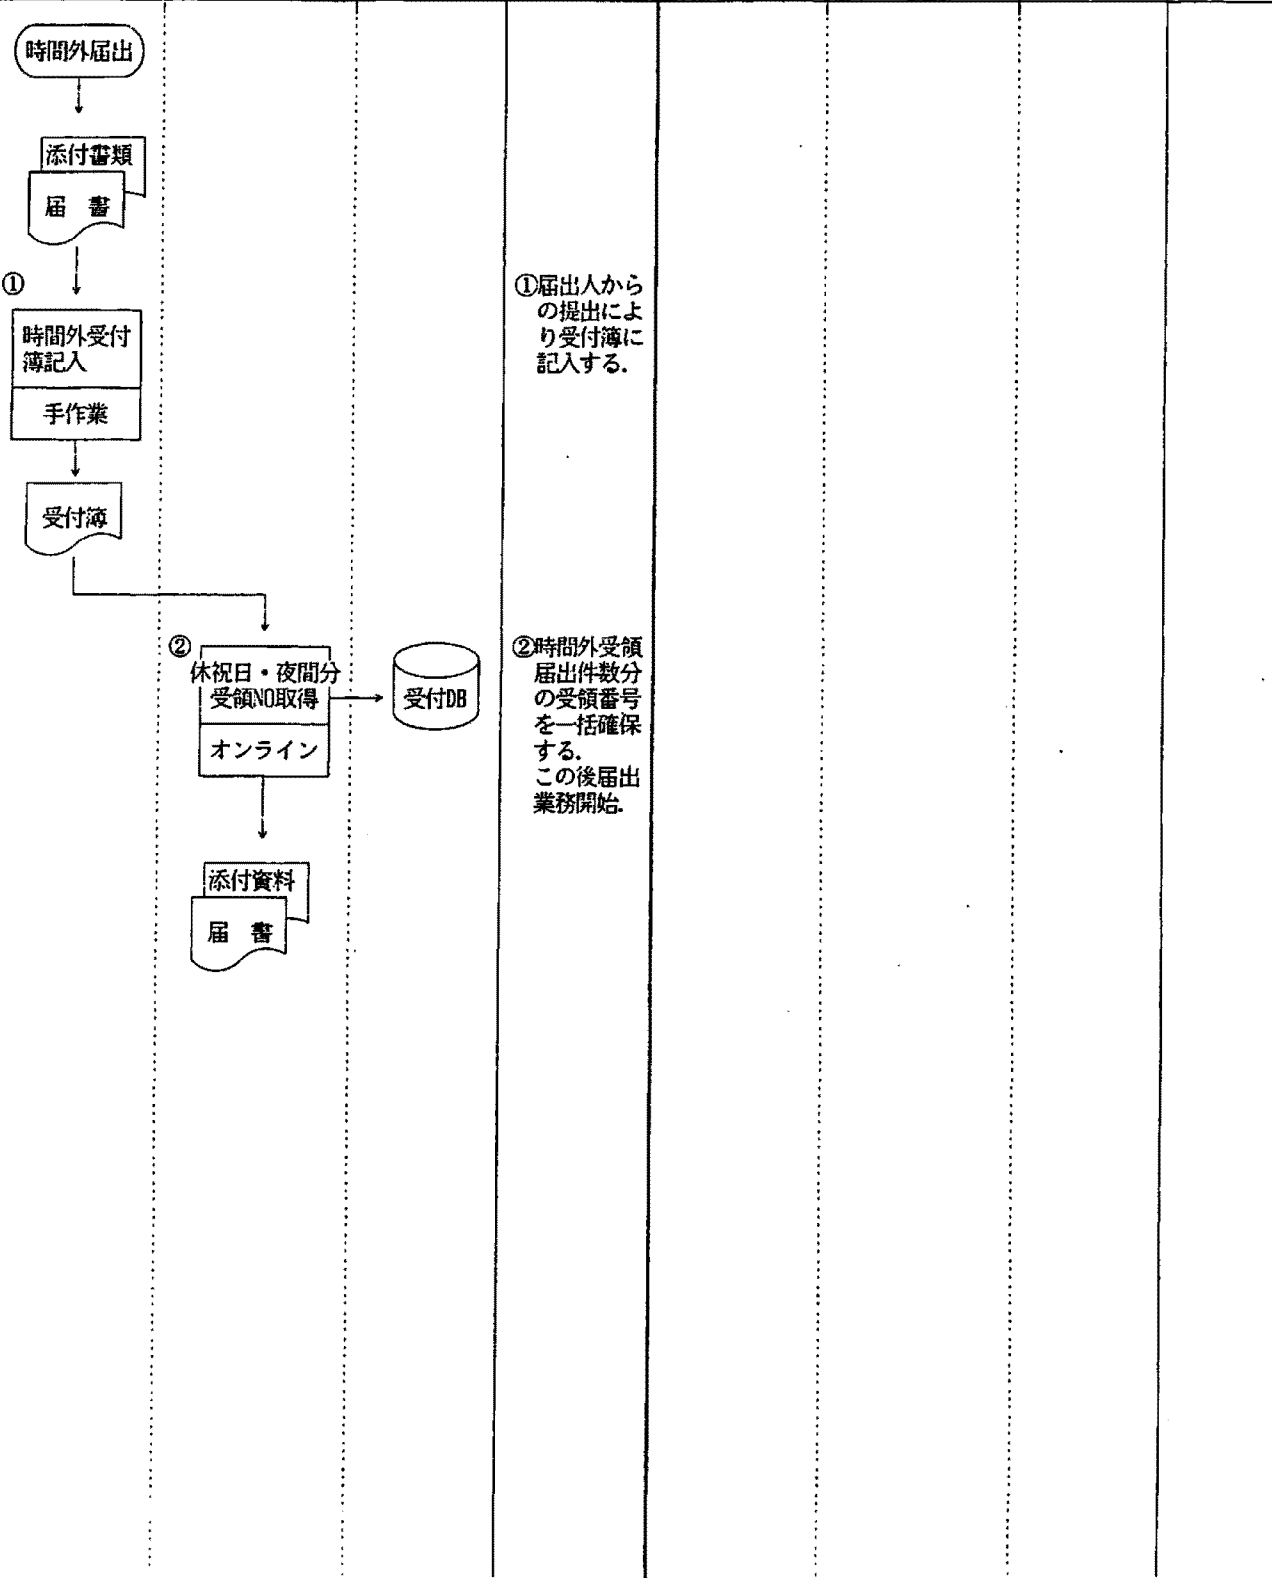 時間外届出
添付書類
届　書
①
時間外受付
簿記入
手作業
受付簿
①届出人から
の提出によ
り受付簿に
記入する.
②
休祝日・夜間分
受領NO取得
オンライン
受付DB
②時間外受領
届出件数分
の受領番号
を一括確保
する.
この後届出
業務開始.
添付資料
届　書